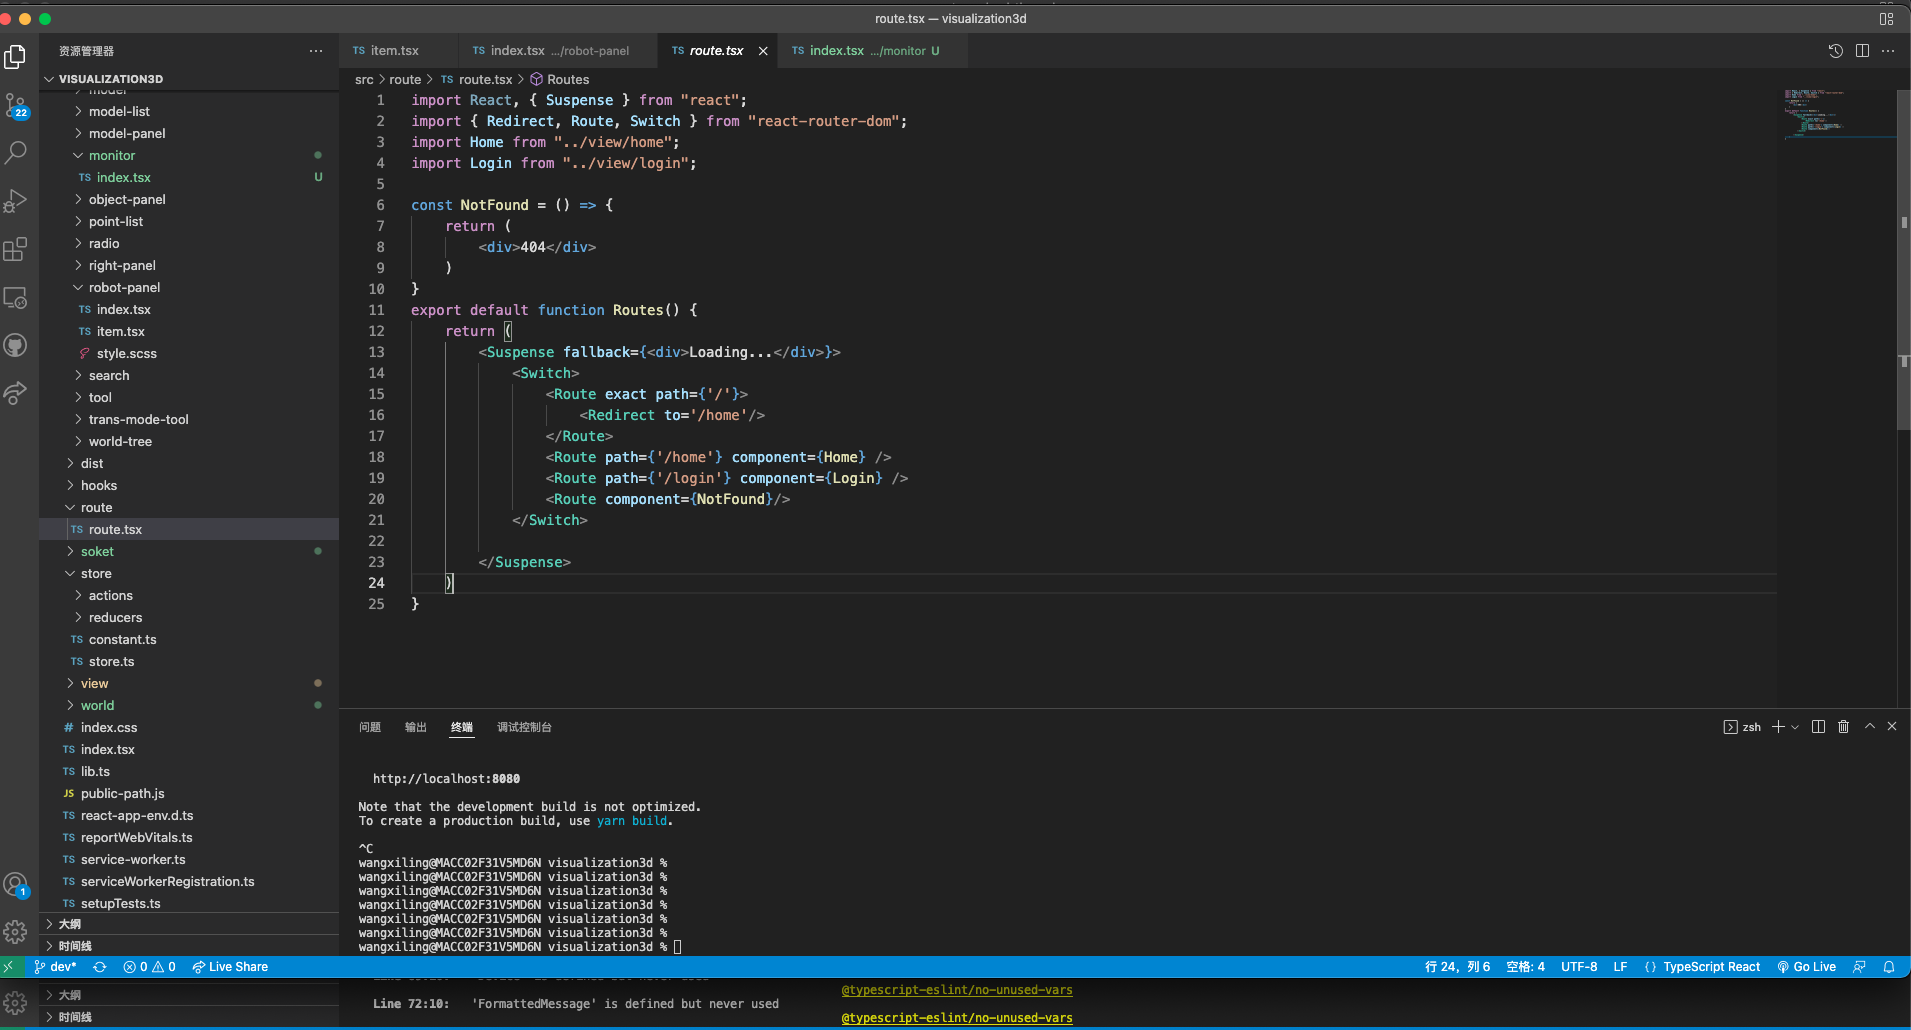 route.tsx — visualization3d
资源管理器
VISUALIZATION3D
model
model-list
model-panel
monitor
TS index.tsx U
object-panel
point-list
radio
right-panel
robot-panel
TS index.tsx
TS item.tsx
style.scss
search
tool
trans-mode-tool
world-tree
dist
hooks
route
TS route.tsx
soket
store
actions
reducers
TS constant.ts
TS store.ts
view
world
# index.css
TS index.tsx
TS lib.ts
JS public-path.js
TS react-app-env.d.ts
TS reportWebVitals.ts
TS service-worker.ts
TS serviceWorkerRegistration.ts
TS setupTests.ts
大纲
时间线
22
1
TS item.tsx
TS index.tsx .../robot-panel
TS route.tsx
TS index.tsx .../monitor U
src > route > TS route.tsx > Routes
1 import React, { Suspense } from "react";
2 import { Redirect, Route, Switch } from "react-router-dom";
3 import Home from "../view/home";
4 import Login from "../view/login";
5
6 const NotFound = () => {
7 return (
8 <div>404</div>
9 )
10 }
11 export default function Routes() {
12 return (
13 <Suspense fallback={<div>Loading...</div>}>
14 <Switch>
15 <Route exact path={'/'}>
16 <Redirect to='/home'/>
17 </Route>
18 <Route path={'/home'} component={Home} />
19 <Route path={'/login'} component={Login} />
20 <Route component={NotFound}/>
21 </Switch>
22
23 </Suspense>
24 )
25 }
问题 输出 终端 调试控制台
zsh
http://localhost:8080
Note that the development build is not optimized.
To create a production build, use yarn build.
^C
wangxiling@MACC02F31V5MD6N visualization3d %
wangxiling@MACC02F31V5MD6N visualization3d %
wangxiling@MACC02F31V5MD6N visualization3d %
wangxiling@MACC02F31V5MD6N visualization3d %
wangxiling@MACC02F31V5MD6N visualization3d %
wangxiling@MACC02F31V5MD6N visualization3d %
wangxiling@MACC02F31V5MD6N visualization3d %
dev* 0 0 Live Share
行 24，列 6 空格: 4 UTF-8 LF {} TypeScript React Go Live
大纲
时间线
@typescript-eslint/no-unused-vars
Line 72:10: 'FormattedMessage' is defined but never used
@typescript-eslint/no-unused-vars